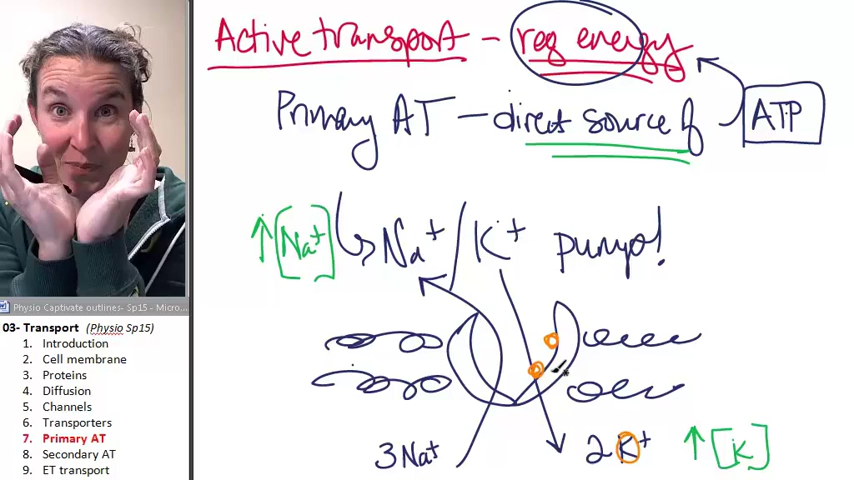 Active transport - req energy
Primary AT - direct source of ATP
↑[Na+] Na+/K+ pump!
3Na+ 2K+ ↑[K]
Physio Captivate outlines- Sp15 - Micro...
03- Transport (Physio Sp15)
1. Introduction
2. Cell membrane
3. Proteins
4. Diffusion
5. Channels
6. Transporters
7. Primary AT
8. Secondary AT
9. ET transport